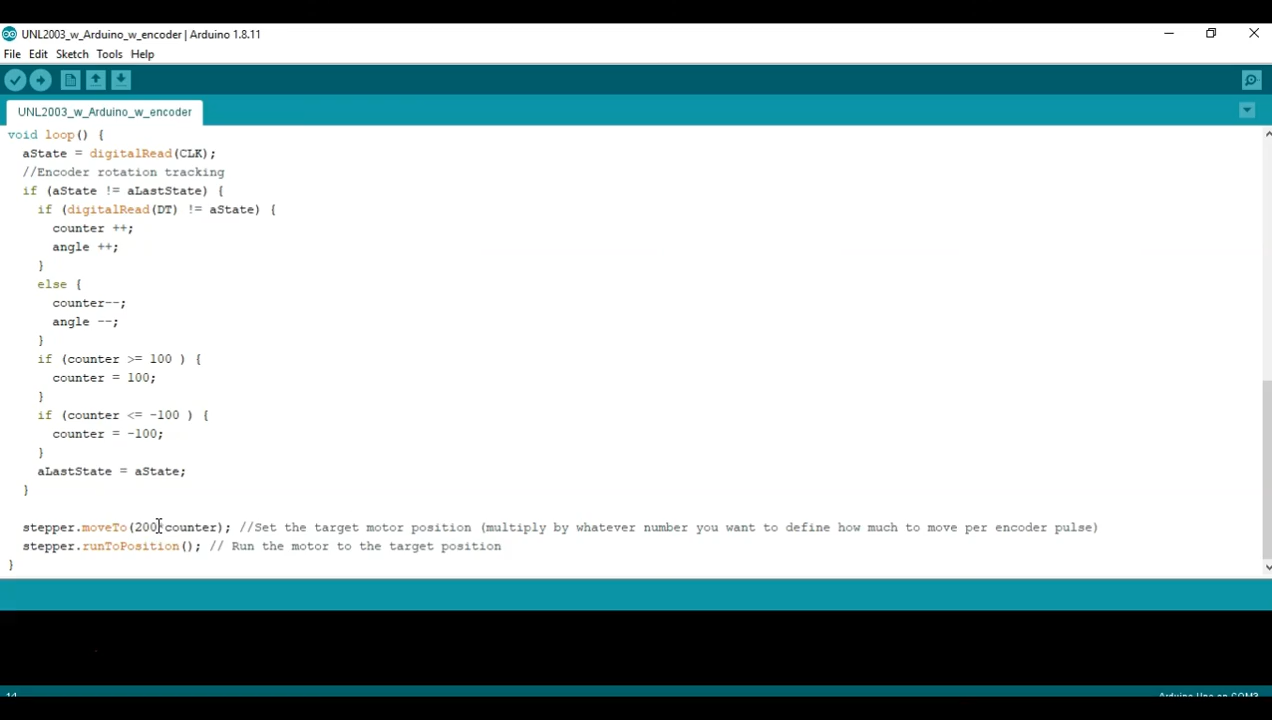 UNL2003_w_Arduino_w_encoder | Arduino 1.8.11
File Edit Sketch Tools Help
UNL2003_w_Arduino_w_encoder
void loop() {
aState = digitalRead(CLK);
//Encoder rotation tracking
if (aState != aLastState) {
if (digitalRead(DT) != aState) {
counter ++;
angle ++;
}
else {
counter--;
angle --;
}
if (counter >= 100 ) {
counter = 100;
}
if (counter <= -100 ) {
counter = -100;
}
aLastState = aState;
}
stepper.moveTo(200*counter); //Set the target motor position (multiply by whatever number you want to define how much to move per encoder pulse)
stepper.runToPosition(); // Run the motor to the target position
}
Arduino Uno on COM3